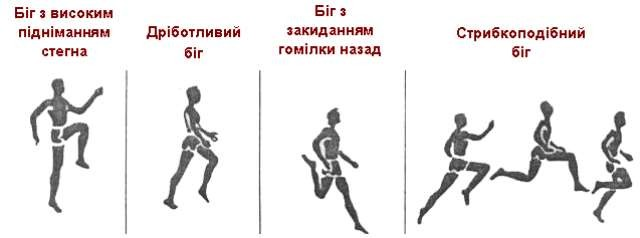 Біг з високим
підніманням
стегна
Дріботливий
біг
Біг з
закиданням
гомілки назад
Стрибкоподібний
біг